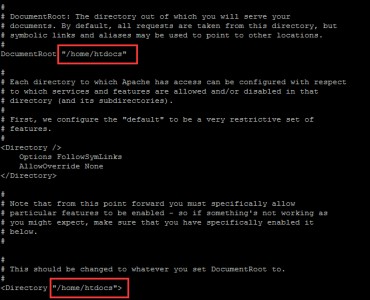 #
# DocumentRoot: The directory out of which you will serve your
# documents. By default, all requests are taken from this directory, but
# symbolic links and aliases may be used to point to other locations.
#
DocumentRoot "/home/htdocs"
#
# Each directory to which Apache has access can be configured with respect
# to which services and features are allowed and/or disabled in that
# directory (and its subdirectories).
#
# First, we configure the "default" to be a very restrictive set of
# features.
#
<Directory />
    Options FollowSymLinks
    AllowOverride None
</Directory>
#
# Note that from this point forward you must specifically allow
# particular features to be enabled - so if something's not working as
# you might expect, make sure that you have specifically enabled it
# below.
#
#
# This should be changed to whatever you set DocumentRoot to.
#
<Directory "/home/htdocs">